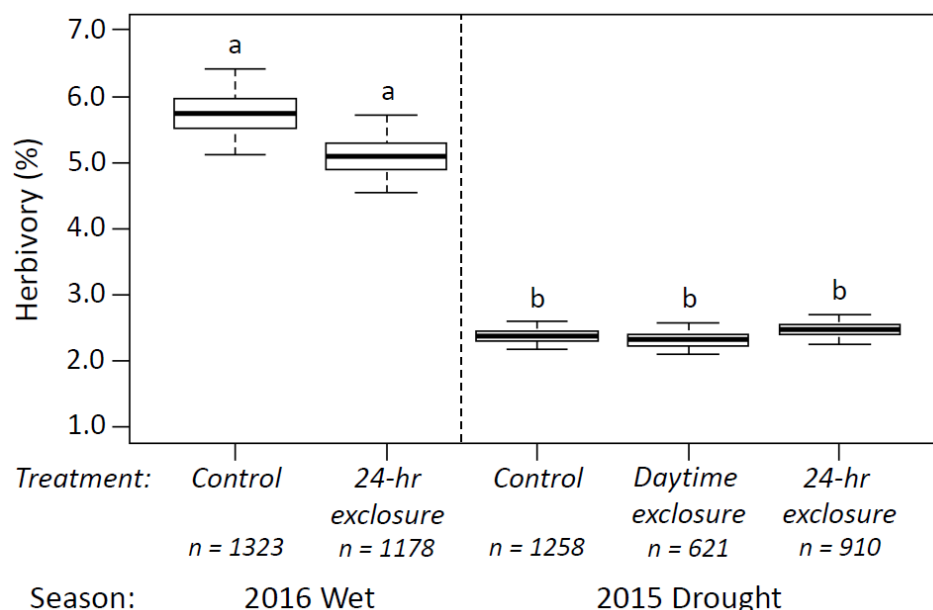 Herbivory (%)
7.0
6.0
5.0
4.0
3.0
2.0
1.0
a
a
b
b
b
Treatment: Control 24-hr exclosure Control Daytime exclosure 24-hr exclosure
n = 1323 n = 1178 n = 1258 n = 621 n = 910
Season: 2016 Wet 2015 Drought